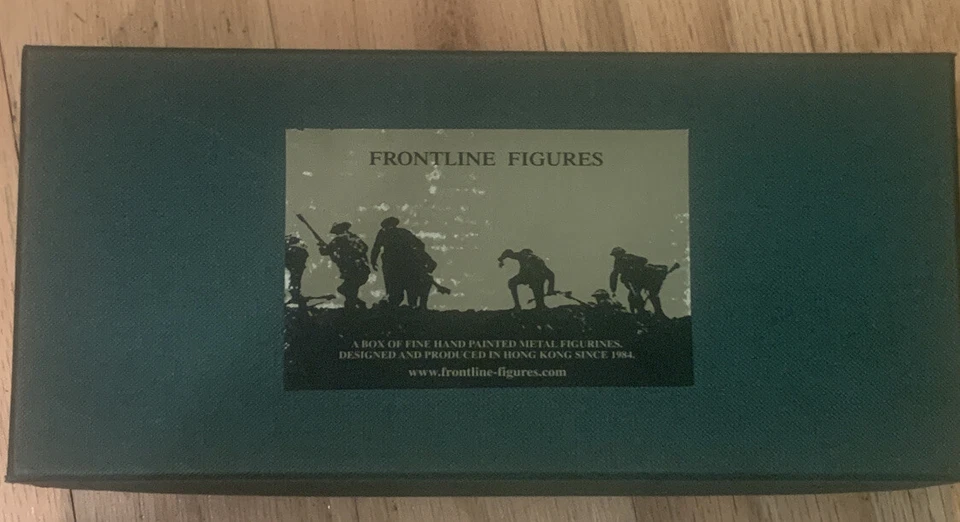 FRONTLINE FIGURES
A BOX OF FINE HAND PAINTED METAL FIGURINES.
DESIGNED AND PRODUCED IN HONG KONG SINCE 1984.
www.frontline-figures.com